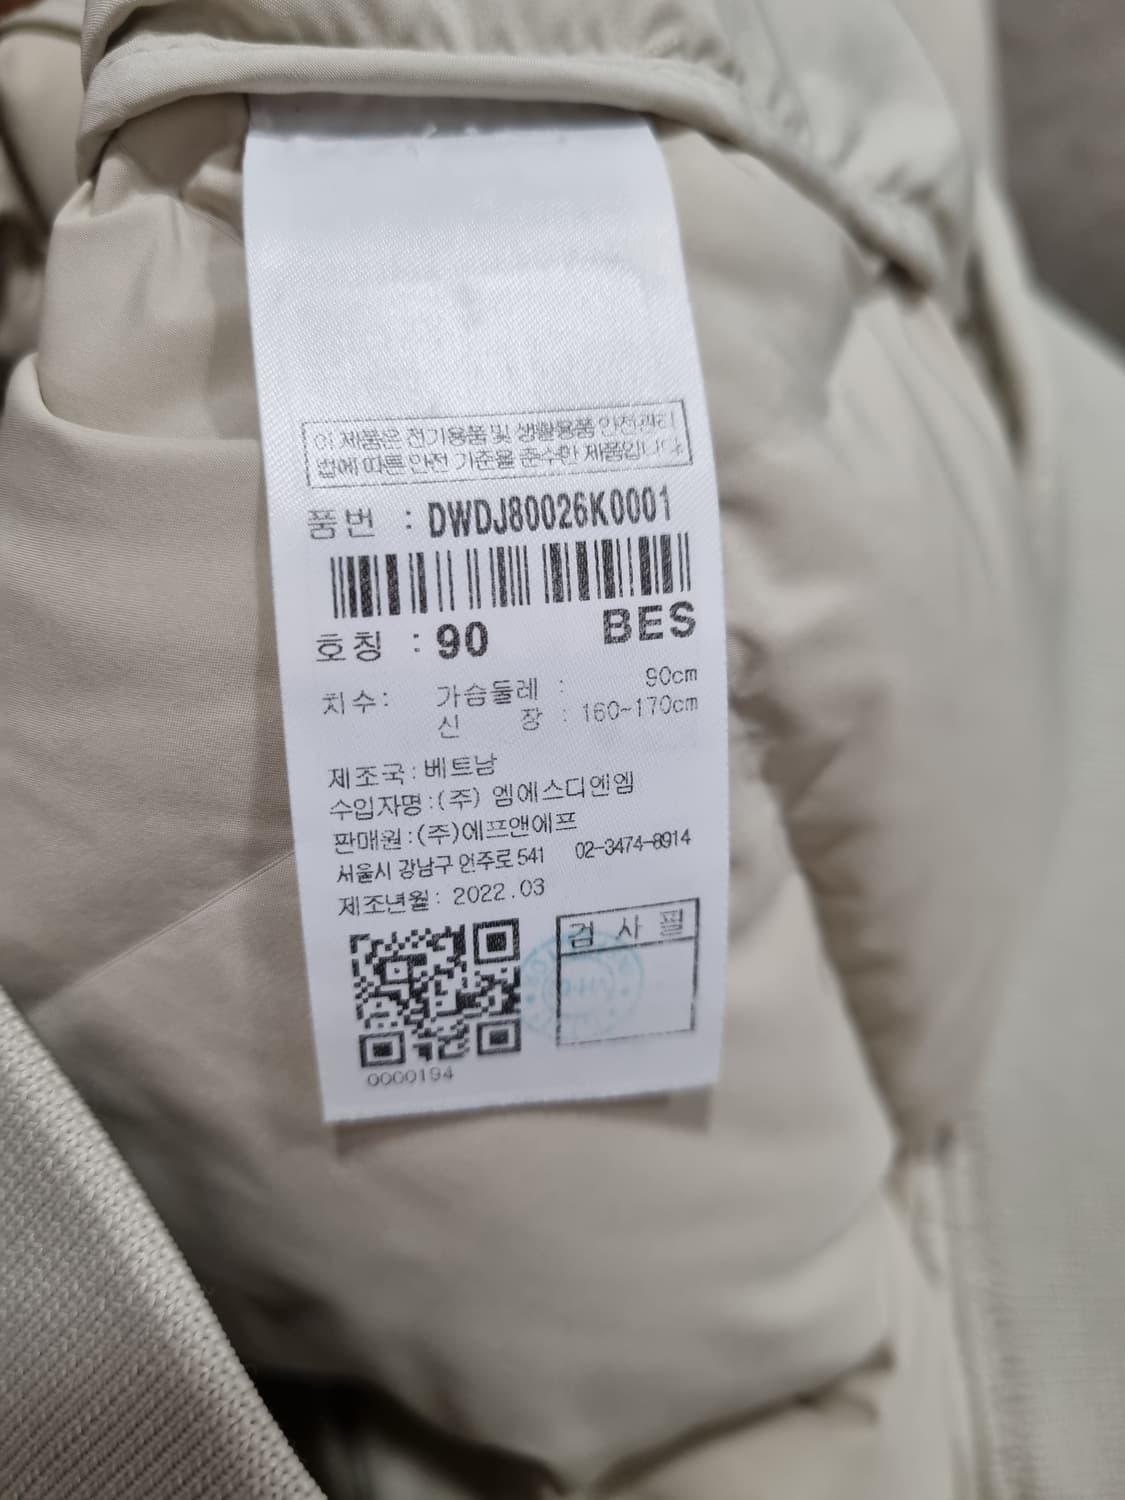 이 제품은 전기용품 및 생활용품 안전관리
법에 따른 안전 기준을 준수한 제품입니다
품번 : DWDJ80026K0001
호칭 : 90 BES
치수: 가슴둘레 : 90cm
신 장 : 160~170cm
제조국:베트남
수입자명:(주) 엠에스디엔엠
판매원:(주)에프앤에프
서울시 강남구 언주로 541 02-3474-8914
제조년월: 2022.03
검 사 필
0000194